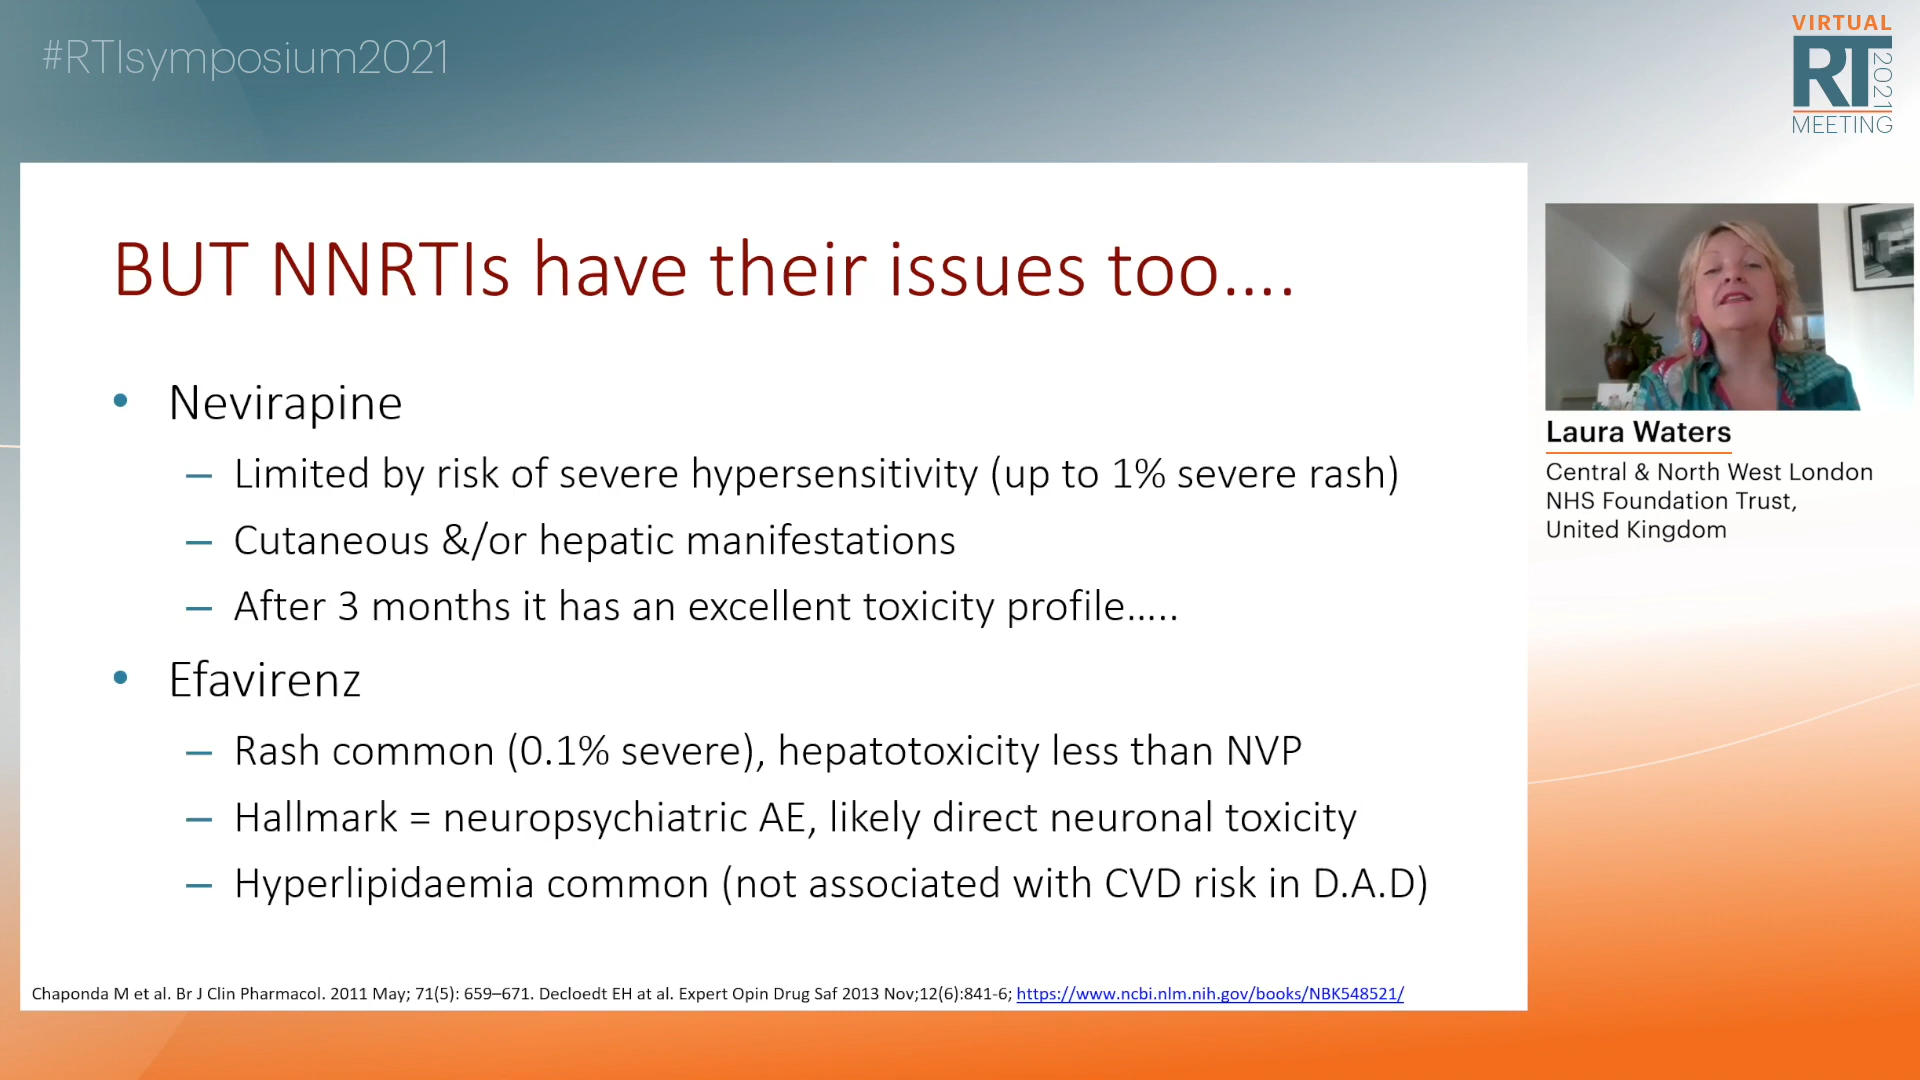 #RTIsymposium2021
VIRTUAL
RT
2021
MEETING
BUT NNRTIs have their issues too....
• Nevirapine
– Limited by risk of severe hypersensitivity (up to 1% severe rash)
– Cutaneous &/or hepatic manifestations
– After 3 months it has an excellent toxicity profile.....
• Efavirenz
– Rash common (0.1% severe), hepatotoxicity less than NVP
– Hallmark = neuropsychiatric AE, likely direct neuronal toxicity
– Hyperlipidaemia common (not associated with CVD risk in D.A.D)
Chaponda M et al. Br J Clin Pharmacol. 2011 May; 71(5): 659–671. Decloedt EH at al. Expert Opin Drug Saf 2013 Nov;12(6):841-6; https://www.ncbi.nlm.nih.gov/books/NBK548521/
Laura Waters
Central & North West London
NHS Foundation Trust,
United Kingdom